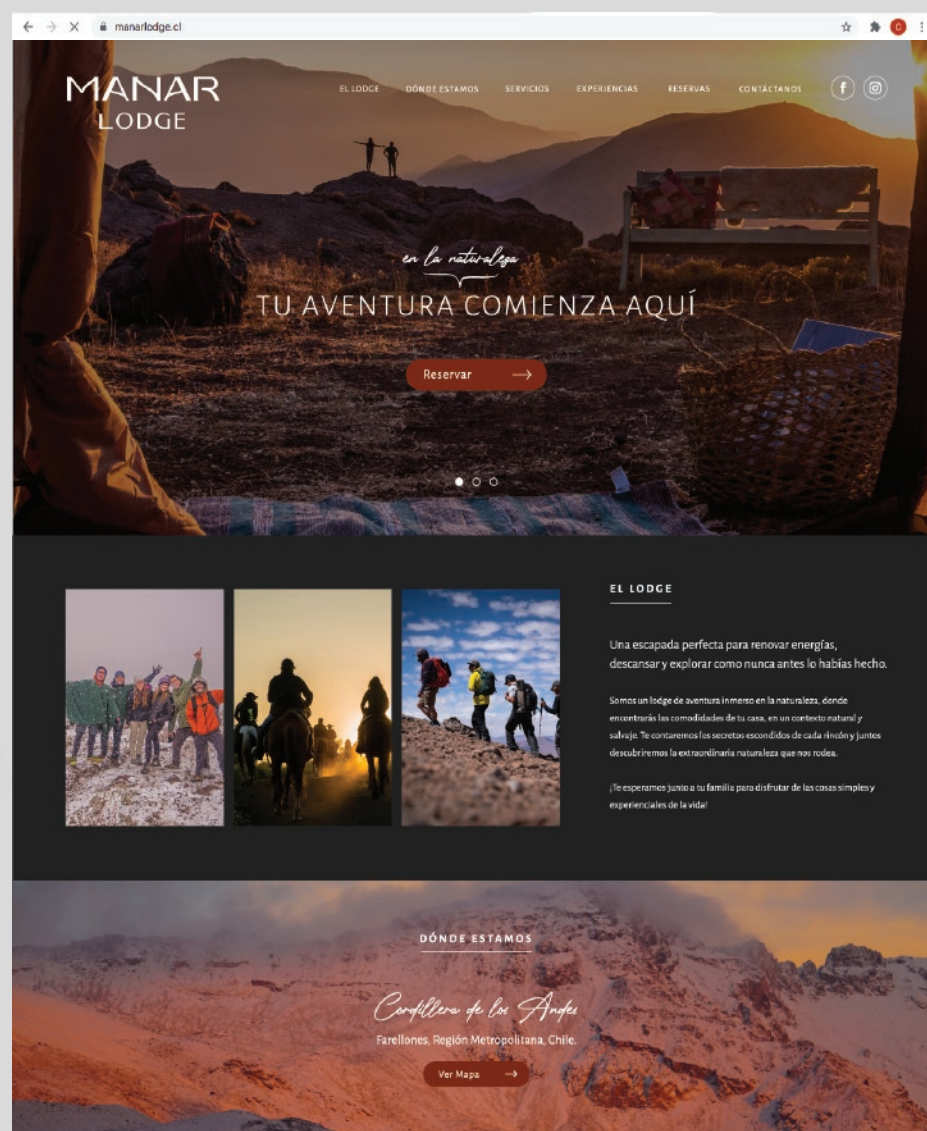 manarlodge.cl
C
MANAR
LODGE
EL LODGE DÓNDE ESTAMOS SERVICIOS EXPERIENCIAS RESERVAS CONTÁCTANOS
en la naturaleza
TU AVENTURA COMIENZA AQUÍ
Reservar
EL LODGE
Una escapada perfecta para renovar energías,
descansar y explorar como nunca antes lo habías hecho.
Somos un lodge de aventura inmerso en la naturaleza, donde
encontrarás las comodidades de tu casa, en un contexto natural y
salvaje. Te contaremos los secretos escondidos de cada rincón y juntos
descubriremos la extraordinaria naturaleza que nos rodea.
¡Te esperamos junto a tu familia para disfrutar de las cosas simples y
experienciales de la vida!
DÓNDE ESTAMOS
Cordillera de los Andes
Farellones, Región Metropolitana, Chile.
Ver Mapa